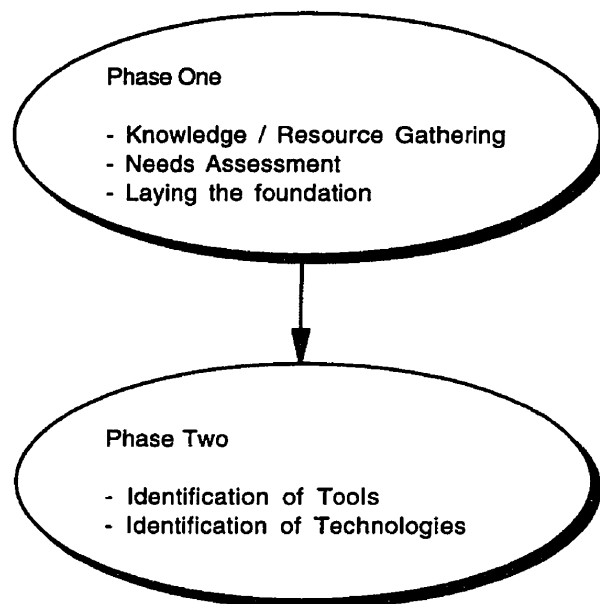 Phase One
- Knowledge / Resource Gathering
- Needs Assessment
- Laying the foundation
Phase Two
- Identification of Tools
- Identification of Technologies